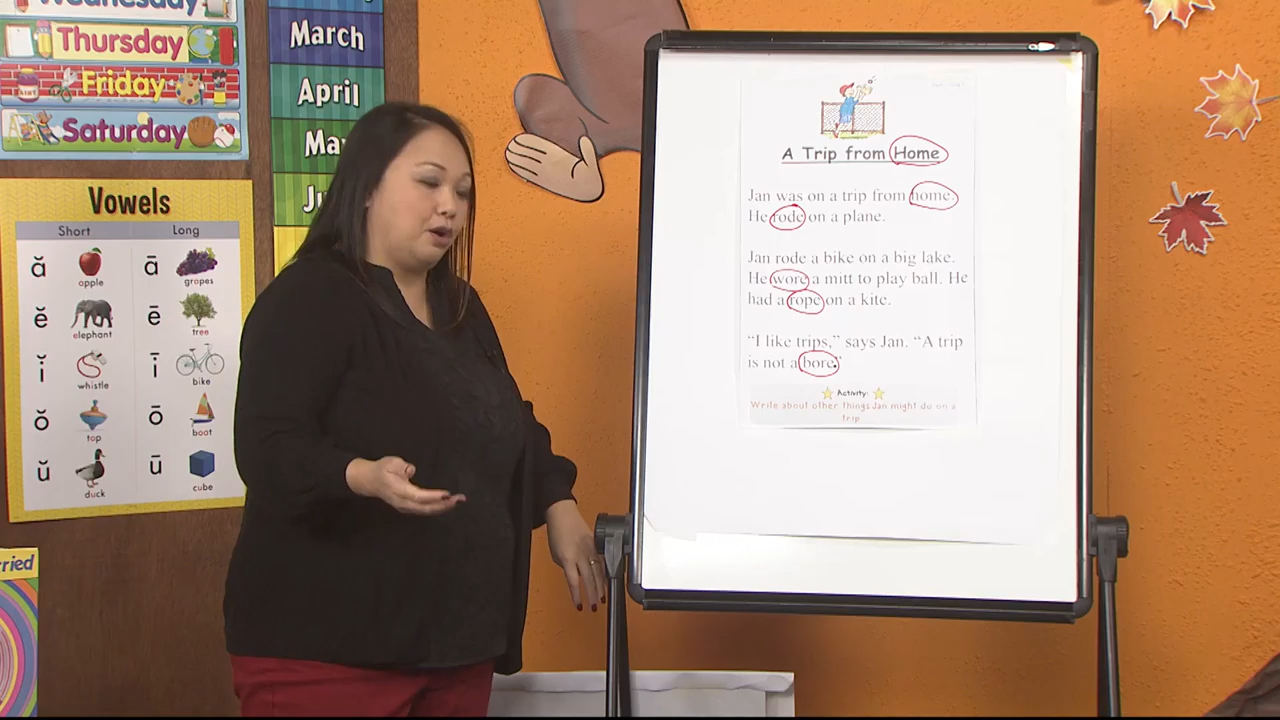 Wednesday
Thursday
Friday
PAINT
Saturday
March
April
May
Vowels
Short Long
ă ā
apple grapes
ĕ ē
elephant tree
ĭ ī
whistle bike
ŏ ō
top boat
ŭ ū
duck cube
rried
A Trip from Home
Jan was on a trip from home.
He rode on a plane.
Jan rode a bike on a big lake.
He wore a mitt to play ball. He
had a rope on a kite.
“I like trips,” says Jan. “A trip
is not a bore.”
Activity:
Write about other things Jan might do on a
trip